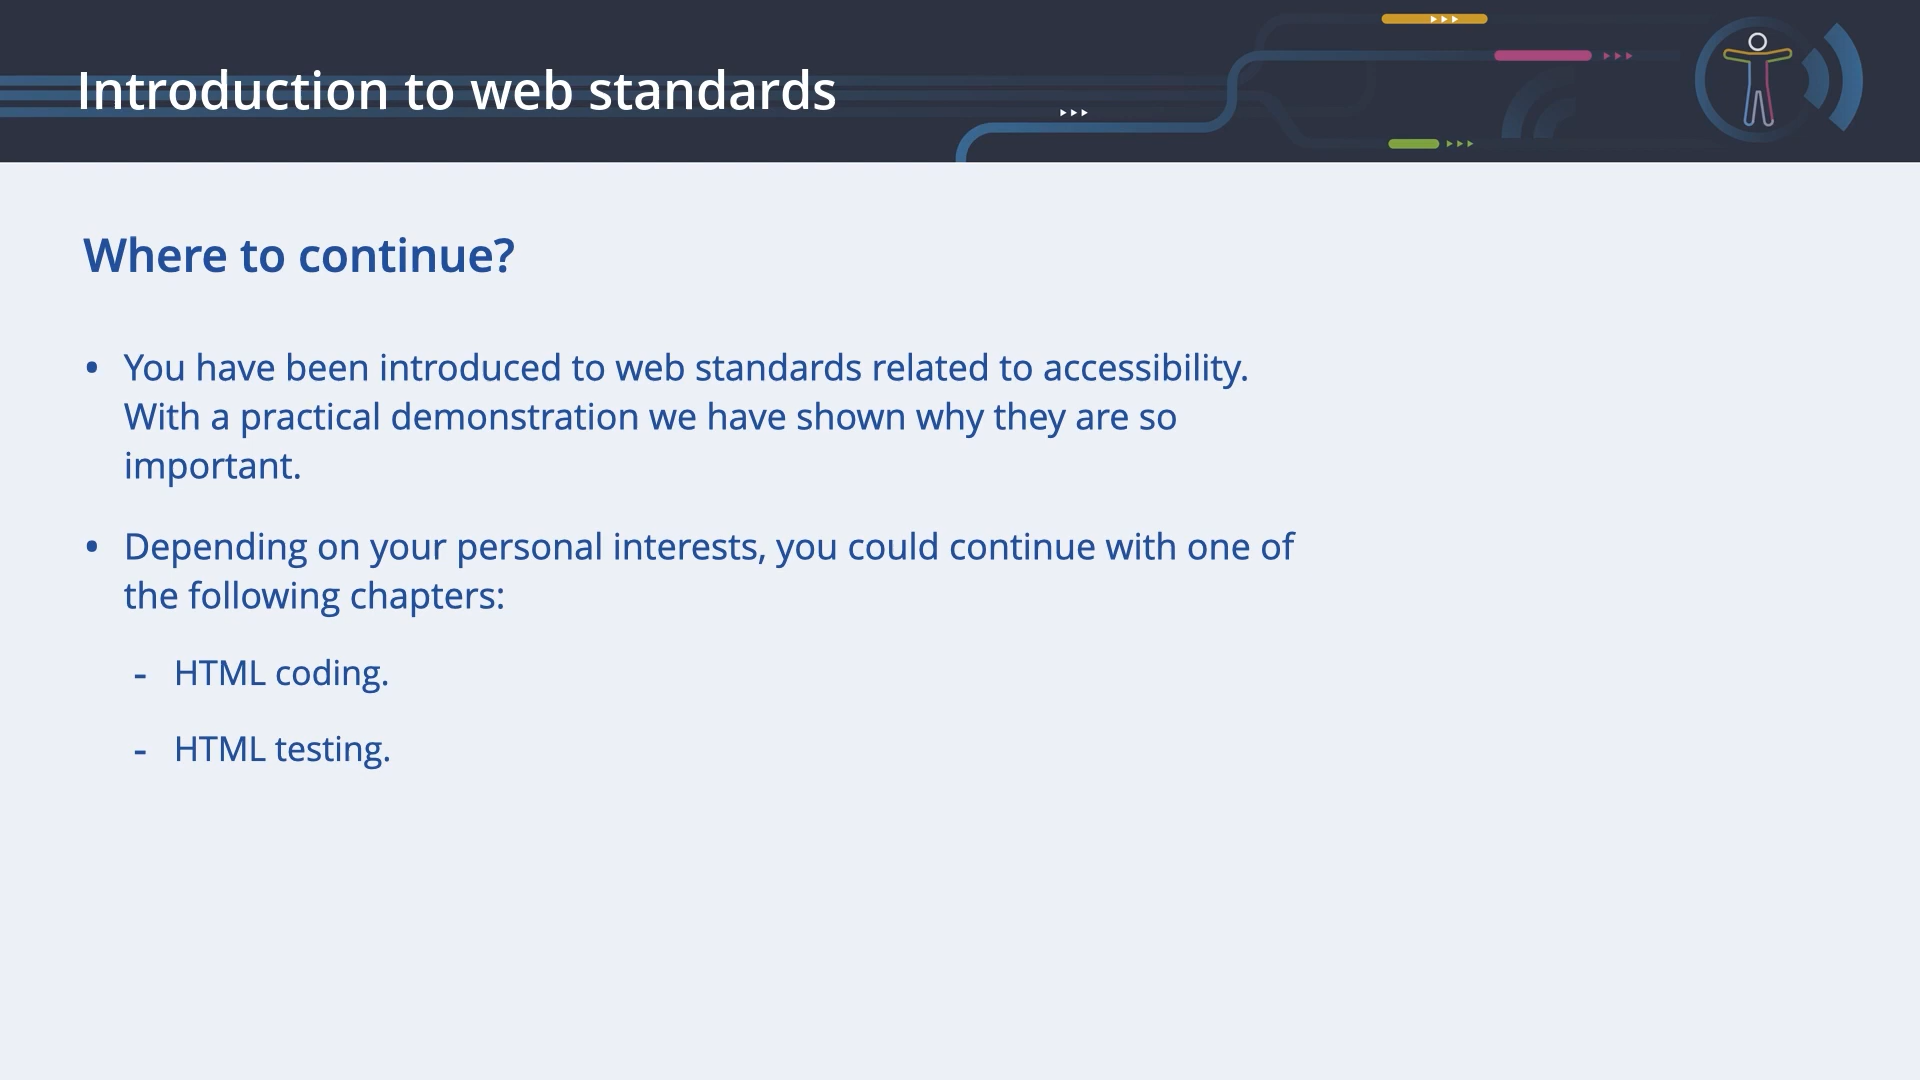 Introduction to web standards
Where to continue?
• You have been introduced to web standards related to accessibility.
With a practical demonstration we have shown why they are so
important.
• Depending on your personal interests, you could continue with one of
the following chapters:
- HTML coding.
- HTML testing.